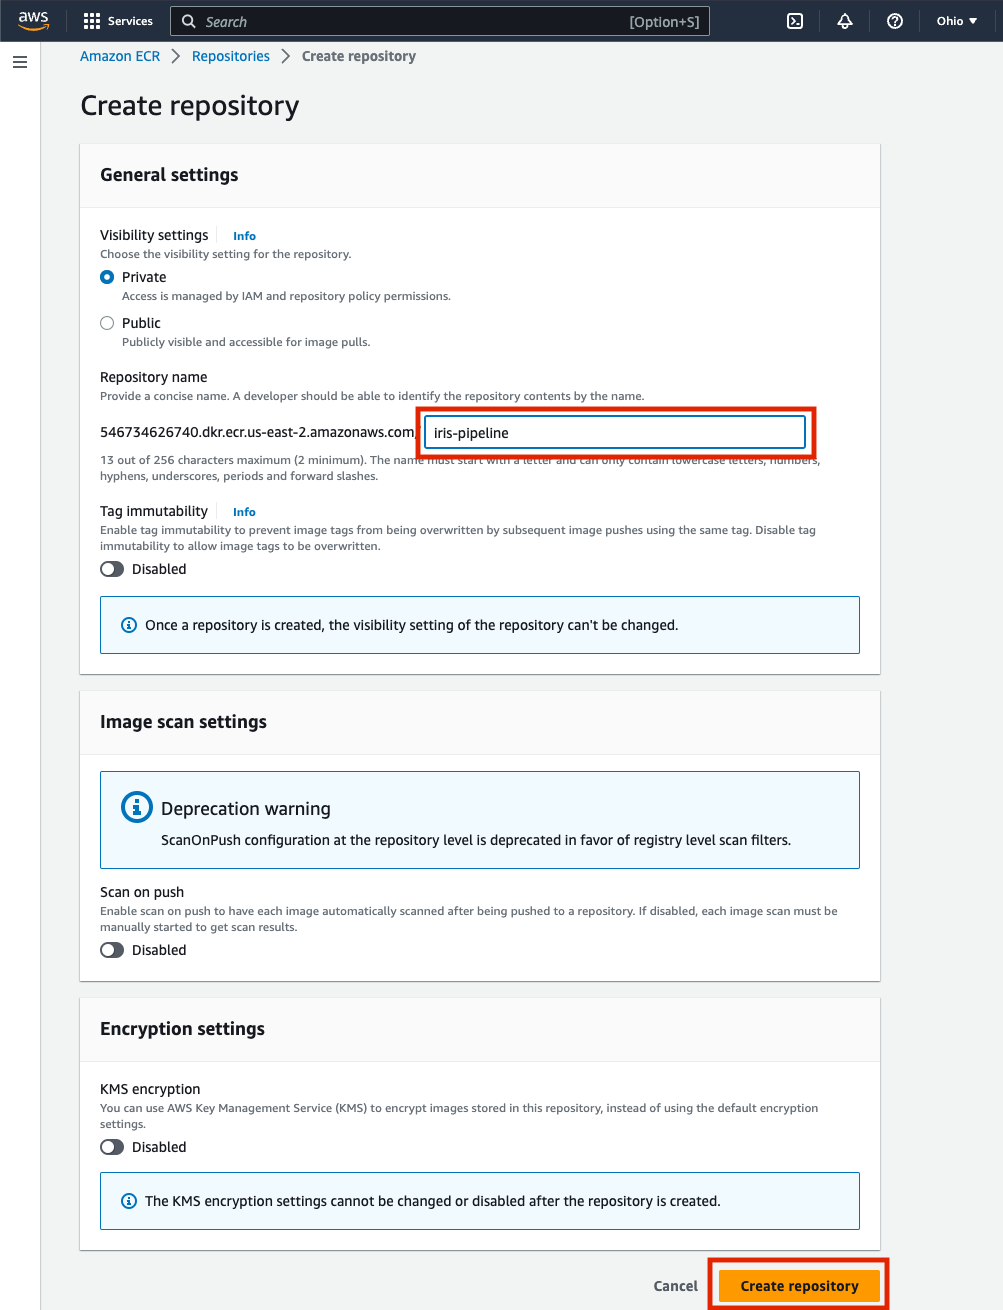 aws Services Search [Option+S] Ohio
Amazon ECR Repositories Create repository
Create repository
General settings
Visibility settings Info
Choose the visibility setting for the repository.
Private
Access is managed by IAM and repository policy permissions.
Public
Publicly visible and accessible for image pulls.
Repository name
Provide a concise name. A developer should be able to identify the repository contents by the name.
546734626740.dkr.ecr.us-east-2.amazonaws.com/ iris-pipeline
13 out of 256 characters maximum (2 minimum). The name must start with a letter and can only contain lowercase letters, numbers,
hyphens, underscores, periods and forward slashes.
Tag immutability Info
Enable tag immutability to prevent image tags from being overwritten by subsequent image pushes using the same tag. Disable tag
immutability to allow image tags to be overwritten.
Disabled
Once a repository is created, the visibility setting of the repository can't be changed.
Image scan settings
Deprecation warning
ScanOnPush configuration at the repository level is deprecated in favor of registry level scan filters.
Scan on push
Enable scan on push to have each image automatically scanned after being pushed to a repository. If disabled, each image scan must be
manually started to get scan results.
Disabled
Encryption settings
KMS encryption
You can use AWS Key Management Service (KMS) to encrypt images stored in this repository, instead of using the default encryption
settings.
Disabled
The KMS encryption settings cannot be changed or disabled after the repository is created.
Cancel Create repository